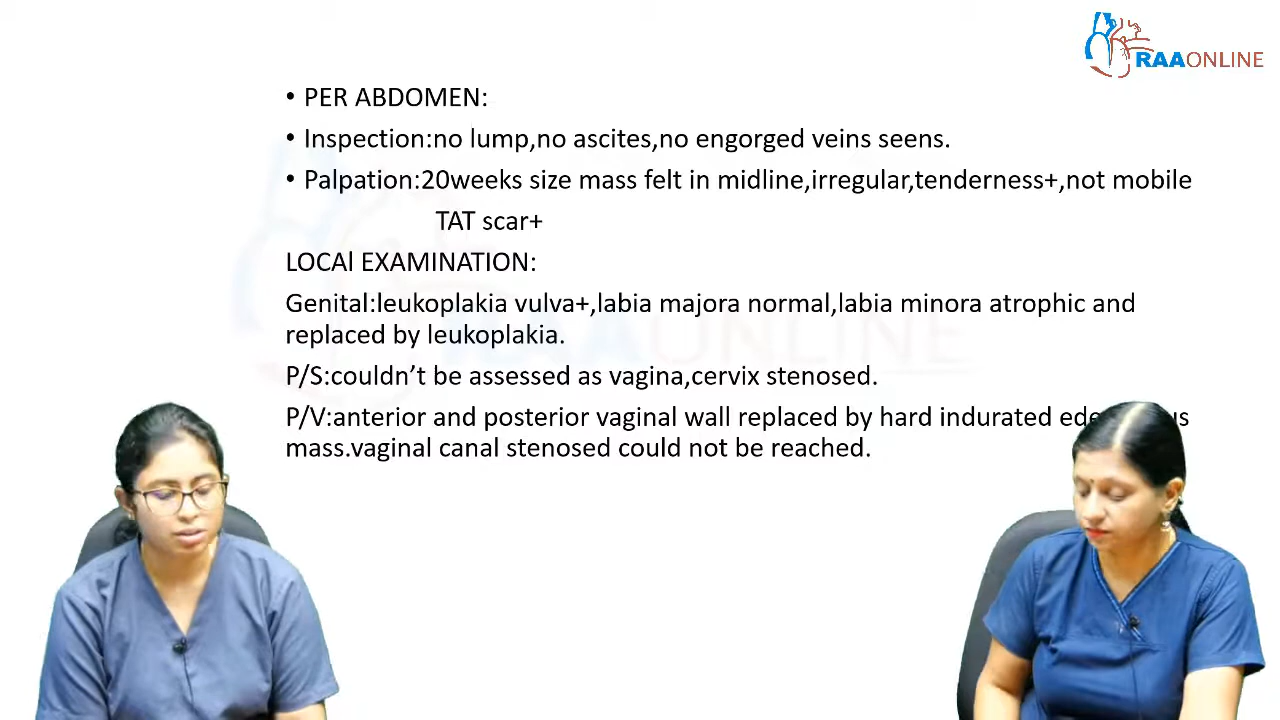 RAAONLINE
• PER ABDOMEN:
• Inspection:no lump,no ascites,no engorged veins seens.
• Palpation:20weeks size mass felt in midline,irregular,tenderness+,not mobile
TAT scar+
LOCAl EXAMINATION:
Genital:leukoplakia vulva+,labia majora normal,labia minora atrophic and
replaced by leukoplakia.
P/S:couldn’t be assessed as vagina,cervix stenosed.
P/V:anterior and posterior vaginal wall replaced by hard indurated
mass.vaginal canal stenosed could not be reached.